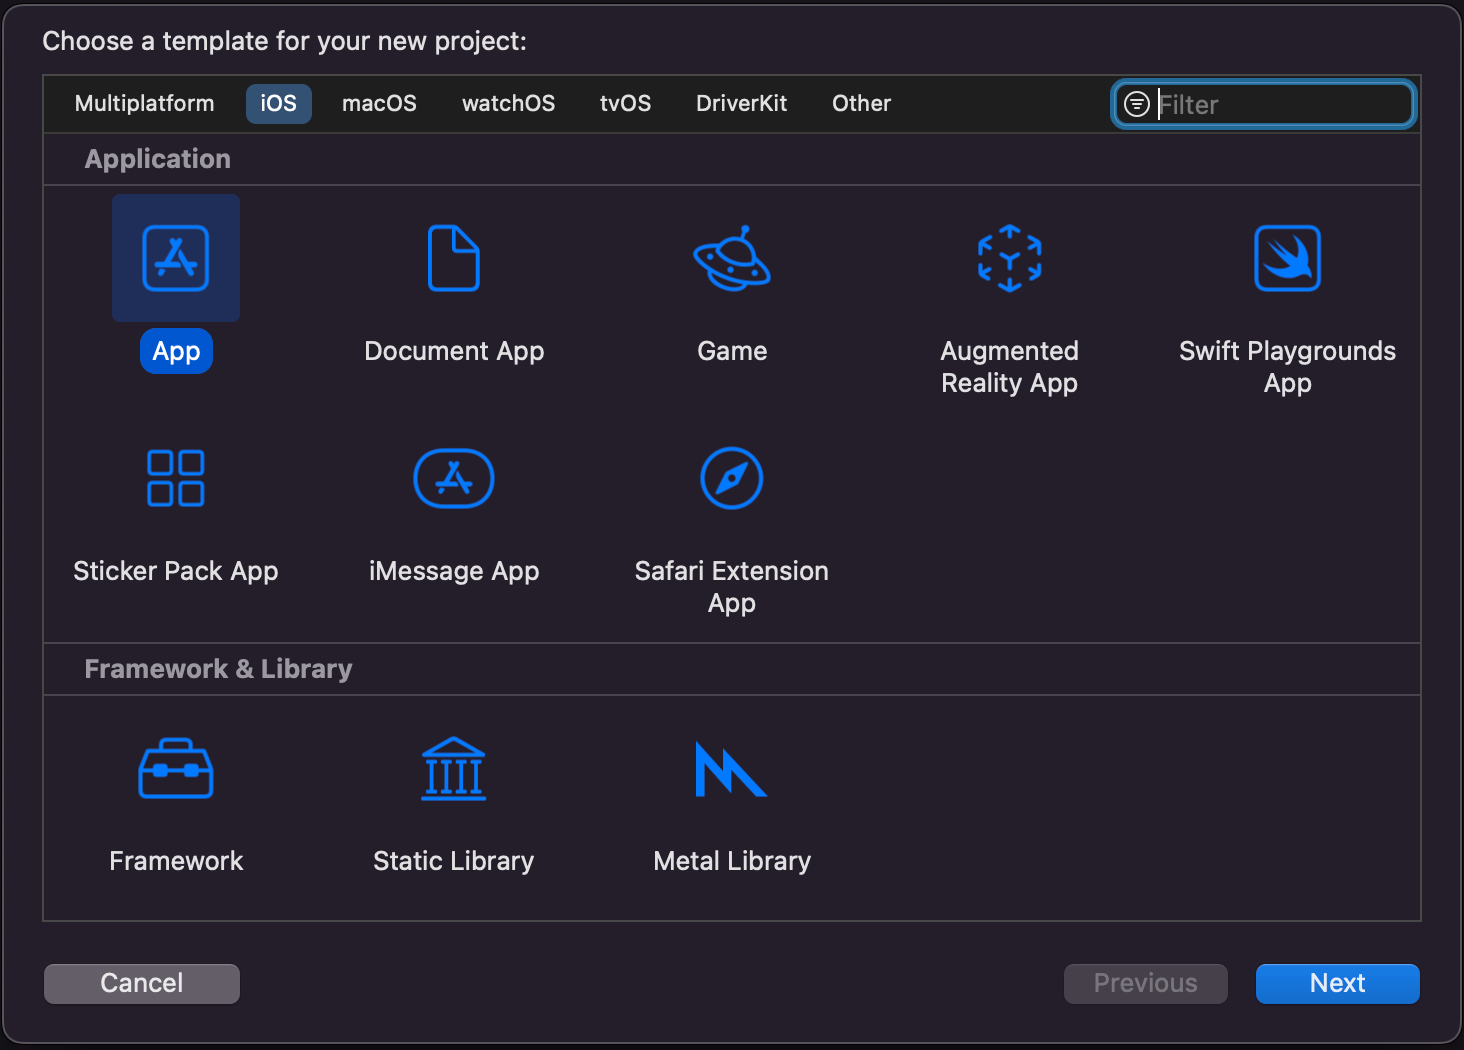 Choose a template for your new project:
Multiplatform iOS macOS watchOS tvOS DriverKit Other Filter
Application
App Document App Game Augmented Swift Playgrounds
Reality App App
Sticker Pack App iMessage App Safari Extension
App
Framework & Library
Framework Static Library Metal Library
Cancel Previous Next